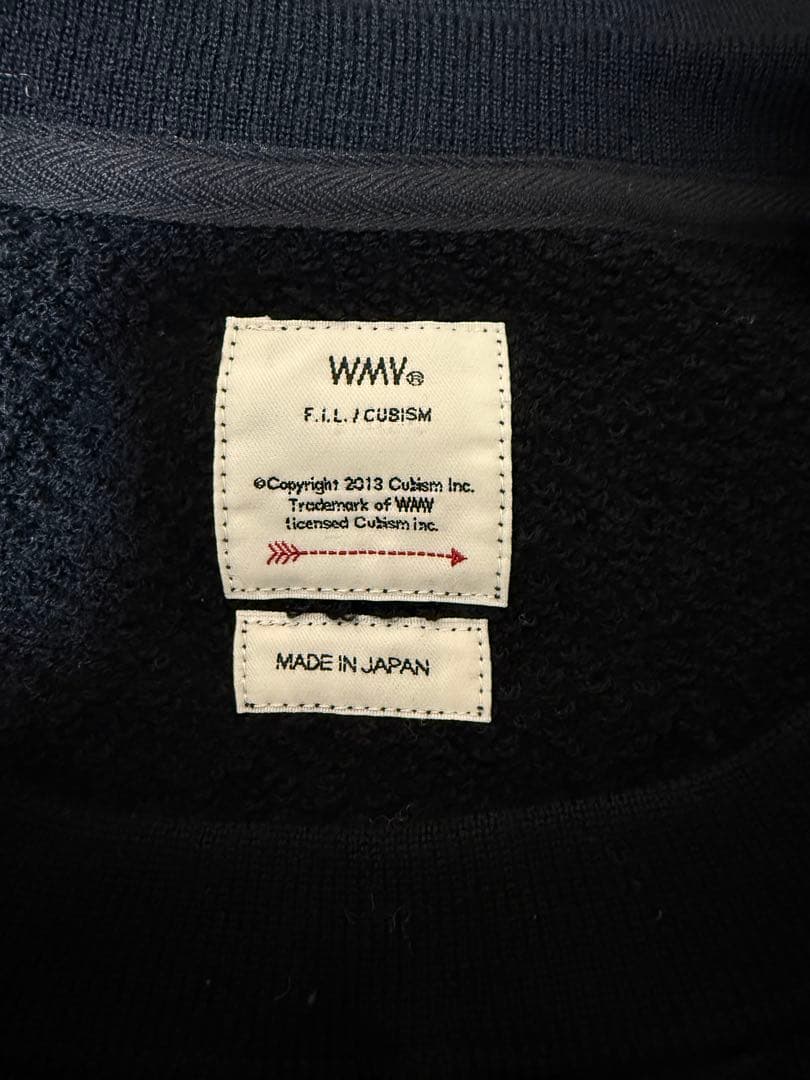 WMV®
F.i.L. / CUBISM
©Copyright 2013 Cubism Inc.
Trademark of WMV
licensed Cubism inc.
MADE IN JAPAN